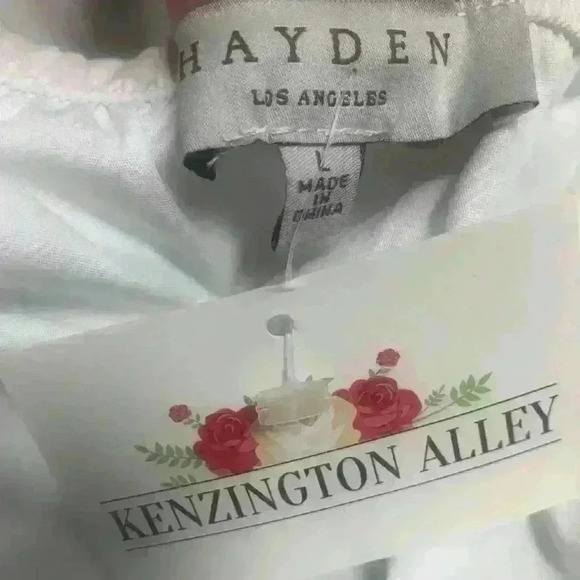 HAYDEN
LOS ANGELES
L
MADE
IN
CHINA
KENZINGTON ALLEY